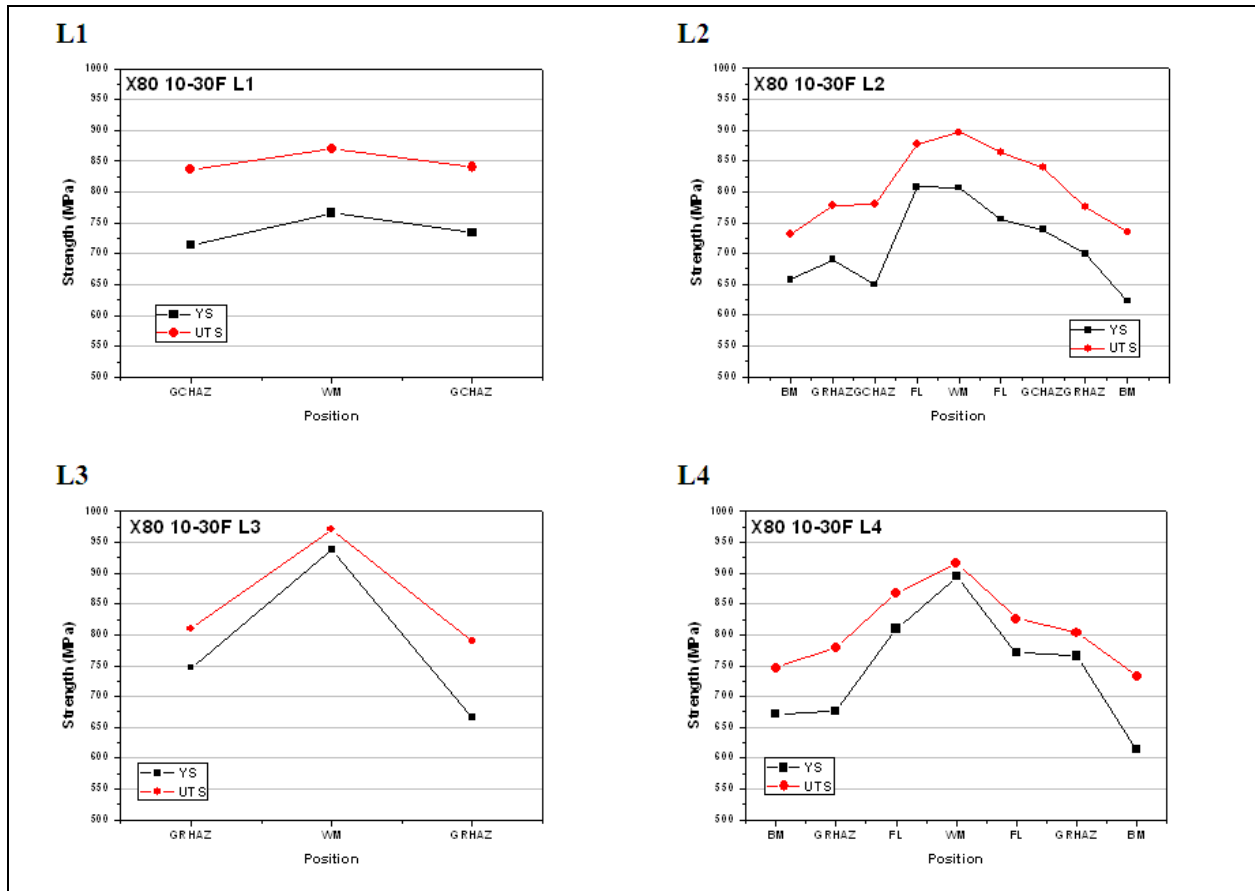 L1
X80 10-30F L1
1000
950
900
850
800
750
700
650
600
550
500
Strength (MPa)
YS
UTS
GCHAZ WM GCHAZ
Position
L2
X80 10-30F L2
1000
950
900
850
800
750
700
650
600
550
500
Strength (MPa)
YS
UTS
BM GRHAZ GCHAZ FL WM FL GCHAZ GRHAZ BM
Position
L3
X80 10-30F L3
1000
950
900
850
800
750
700
650
600
550
500
Strength (MPa)
YS
UTS
GRHAZ WM GRHAZ
Position
L4
X80 10-30F L4
1000
950
900
850
800
750
700
650
600
550
500
Strength (MPa)
YS
UTS
BM GRHAZ FL WM FL GRHAZ BM
Position